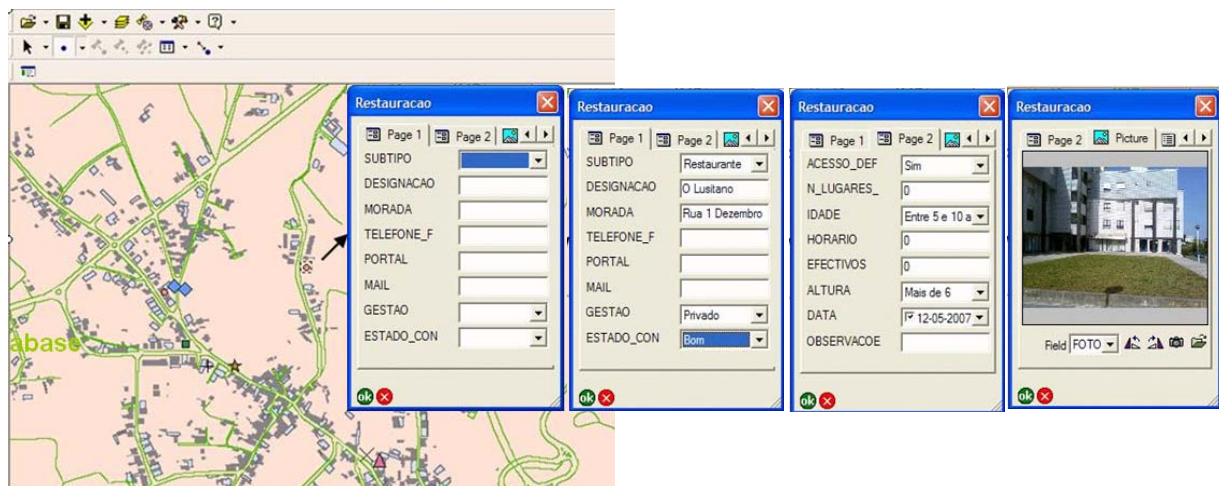 abase
Restauracao
Page 1 Page 2
SUBTIPO
DESIGNACAO
MORADA
TELEFONE_F
PORTAL
MAIL
GESTAO
ESTADO_CON
ok
Restauracao
Page 1 Page 2
SUBTIPO Restaurante
DESIGNACAO O Lusitano
MORADA Rua 1 Dezembro
TELEFONE_F
PORTAL
MAIL
GESTAO Privado
ESTADO_CON Bom
ok
Restauracao
Page 1 Page 2
ACESSO_DEF Sim
N_LUGARES_ 0
IDADE Entre 5 e 10 a
HORARIO 0
EFECTIVOS 0
ALTURA Mais de 6
DATA 12-05-2007
OBSERVACOE
ok
Restauracao
Page 2 Picture
Field FOTO
ok